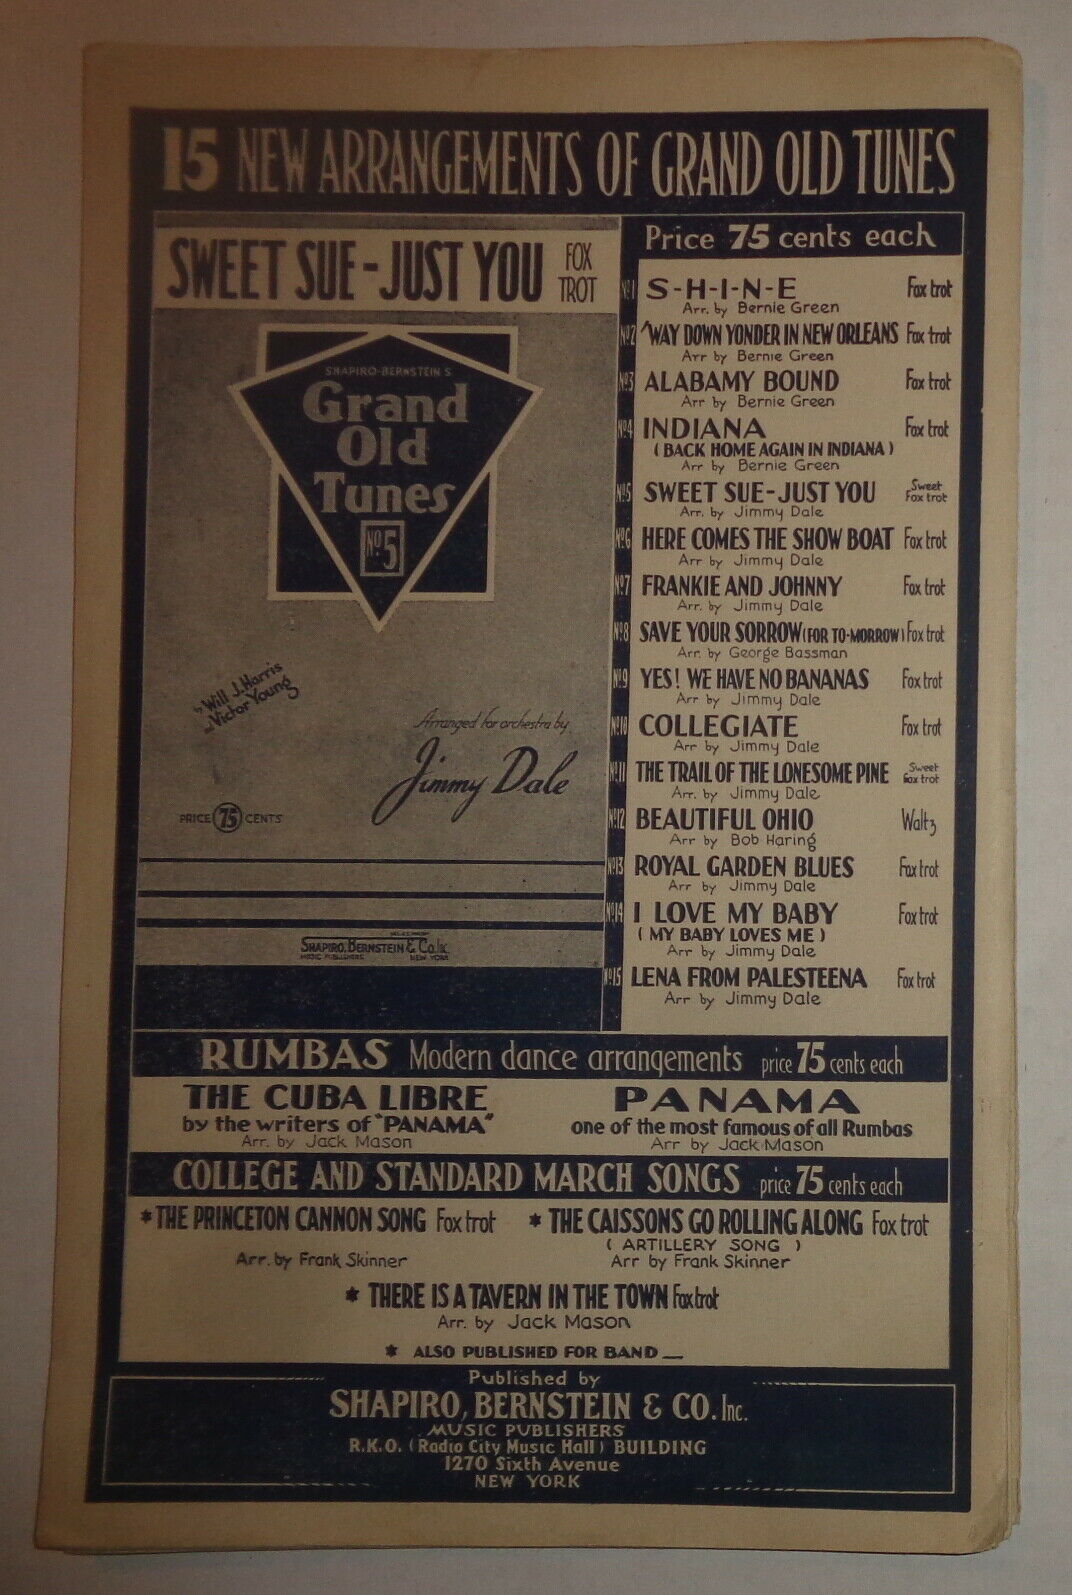 15 NEW ARRANGEMENTS OF GRAND OLD TUNES
SWEET SUE-JUST YOU FOX TROT
SHAPIRO-BERNSTEIN'S
Grand
Old
Tunes
No 5
by Will J. Harris
and Victor Young
Arranged for orchestra by
Jimmy Dale
PRICE 75 CENTS
SHAPIRO, BERNSTEIN & Co. Inc.
MUSIC PUBLISHERS NEW YORK
Price 75 cents each
No 1 S-H-I-N-E Fox trot
Arr. by Bernie Green
No 2 'WAY DOWN YONDER IN NEW ORLEANS Fox trot
Arr by Bernie Green
No 3 ALABAMY BOUND Fox trot
Arr by Bernie Green
No 4 INDIANA Fox trot
(BACK HOME AGAIN IN INDIANA)
Arr by Bernie Green
No 5 SWEET SUE-JUST YOU Sweet Fox trot
Arr. by Jimmy Dale
No 6 HERE COMES THE SHOW BOAT Fox trot
Arr by Jimmy Dale
No 7 FRANKIE AND JOHNNY Fox trot
Arr. by Jimmy Dale
No 8 SAVE YOUR SORROW (FOR TO-MORROW) Fox trot
Arr. by George Bassman
No 9 YES! WE HAVE NO BANANAS Fox trot
Arr by Jimmy Dale
No 10 COLLEGIATE Fox trot
Arr by Jimmy Dale
No 11 THE TRAIL OF THE LONESOME PINE Sweet fox trot
Arr. by Jimmy Dale
No 12 BEAUTIFUL OHIO Waltz
Arr by Bob Haring
No 13 ROYAL GARDEN BLUES Fox trot
Arr by Jimmy Dale
No 14 I LOVE MY BABY Fox trot
(MY BABY LOVES ME)
Arr by Jimmy Dale
No 15 LENA FROM PALESTEENA Fox trot
Arr by Jimmy Dale
RUMBAS Modern dance arrangements price 75 cents each
THE CUBA LIBRE
by the writers of "PANAMA"
Arr. by Jack Mason
PANAMA
one of the most famous of all Rumbas
Arr by Jack Mason
COLLEGE AND STANDARD MARCH SONGS price 75 cents each
* THE PRINCETON CANNON SONG Fox trot
Arr. by Frank Skinner
* THE CAISSONS GO ROLLING ALONG Fox trot
(ARTILLERY SONG)
Arr by Frank Skinner
* THERE IS A TAVERN IN THE TOWN Fox trot
Arr. by Jack Mason
* ALSO PUBLISHED FOR BAND
Published by
SHAPIRO, BERNSTEIN & CO. Inc.
MUSIC PUBLISHERS
R.K.O. (Radio City Music Hall) BUILDING
1270 Sixth Avenue
NEW YORK